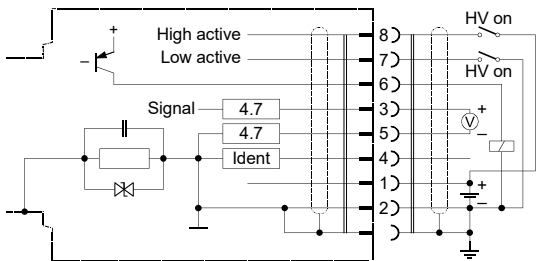 HV on
High active
8
Low active
7
HV on
+
–
6
Signal
4.7
3
+
V
4.7
5
–
Ident
4
1
+
2
–